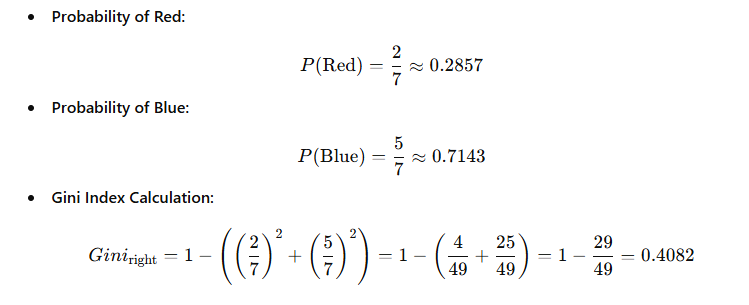 • Probability of Red:
P(Red) = 2/7 ≈ 0.2857
• Probability of Blue:
P(Blue) = 5/7 ≈ 0.7143
• Gini Index Calculation:
Gini_right = 1 − ((2/7)² + (5/7)²) = 1 − (4/49 + 25/49) = 1 − 29/49 = 0.4082